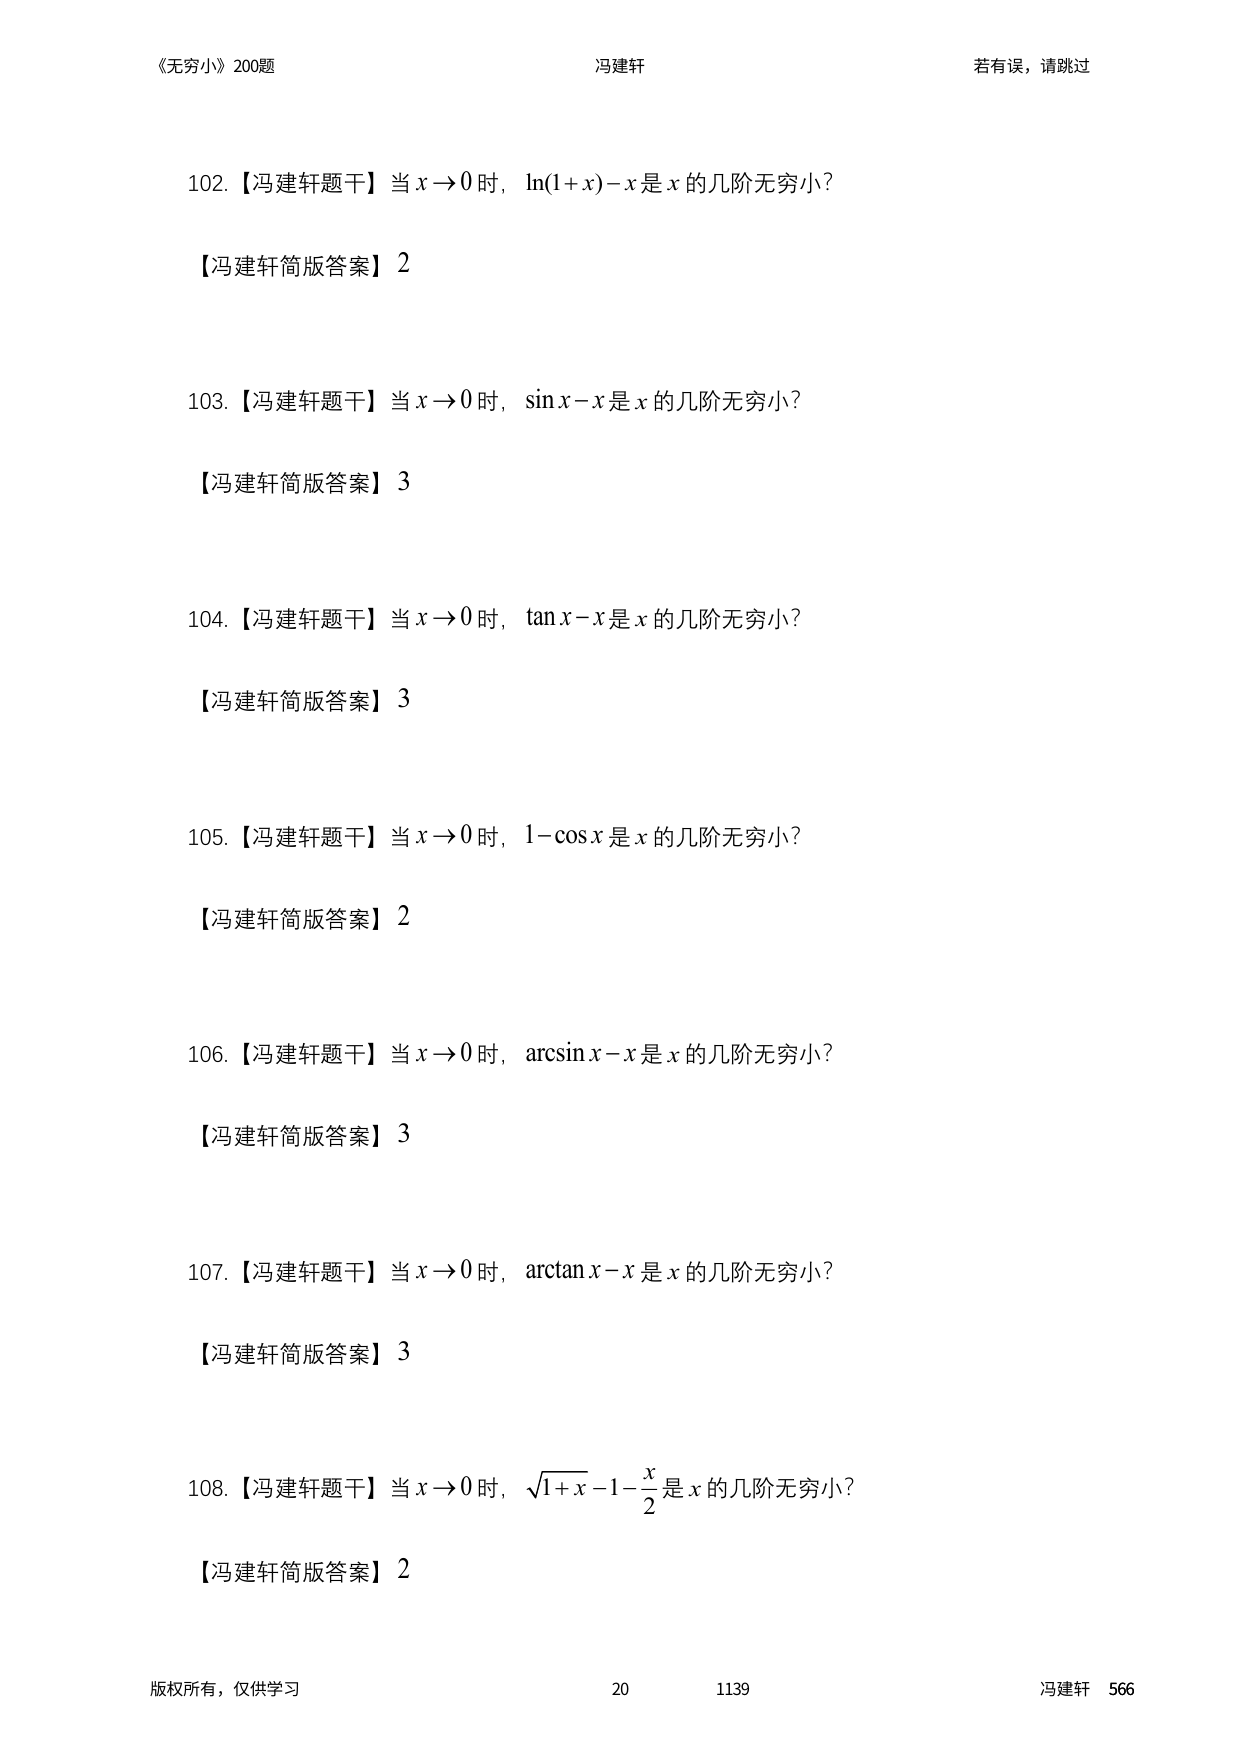 《无穷小》200题 冯建轩 若有误，请跳过
102.【冯建轩题干】当 x→0 时， ln(1+x)−x 是 x 的几阶无穷小？
【冯建轩简版答案】 2
103.【冯建轩题干】当 x→0 时， sin x−x 是 x 的几阶无穷小？
【冯建轩简版答案】 3
104.【冯建轩题干】当 x→0 时， tan x−x 是 x 的几阶无穷小？
【冯建轩简版答案】 3
105.【冯建轩题干】当 x→0 时， 1−cos x 是 x 的几阶无穷小？
【冯建轩简版答案】 2
106.【冯建轩题干】当 x→0 时， arcsin x−x 是 x 的几阶无穷小？
【冯建轩简版答案】 3
107.【冯建轩题干】当 x→0 时， arctan x−x 是 x 的几阶无穷小？
【冯建轩简版答案】 3
108.【冯建轩题干】当 x→0 时， √(1+x) −1− x/2 是 x 的几阶无穷小？
【冯建轩简版答案】 2
版权所有，仅供学习 20 1139 冯建轩 566